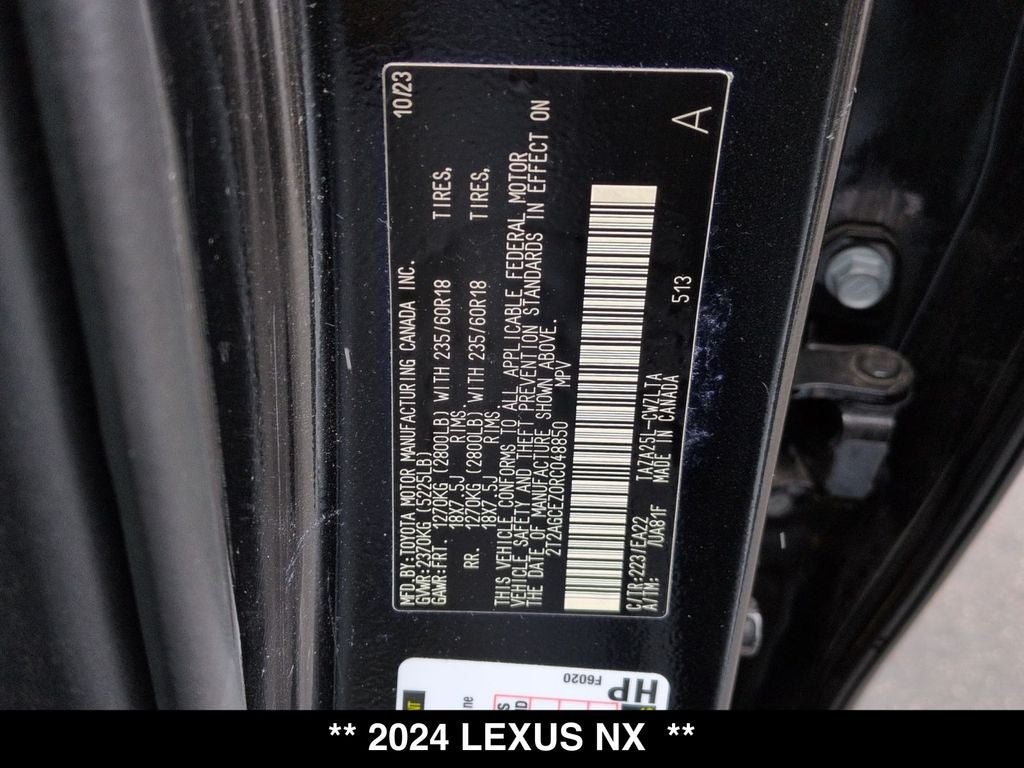 MFD.BY:TOYOTA MOTOR MANUFACTURING CANADA INC. 10/23
GVWR:2370KG (5225LB)
GAWR:FRT. 1270KG (2800LB) WITH 235/60R18 TIRES,
18X7.5J RIMS.
RR. 1270KG (2800LB) WITH 235/60R18 TIRES,
18X7.5J RIMS.
THIS VEHICLE CONFORMS TO ALL APPLICABLE FEDERAL MOTOR
VEHICLE SAFETY AND THEFT PREVENTION STANDARDS IN EFFECT ON
THE DATE OF MANUFACTURE SHOWN ABOVE.
2T2AGCEZ0RC048850 MPV
C/TR:223/EA22 TAZA25L-CWZLTA 513 A
A/TM: /UA81F MADE IN CANADA
HP
F6020
** 2024 LEXUS NX **